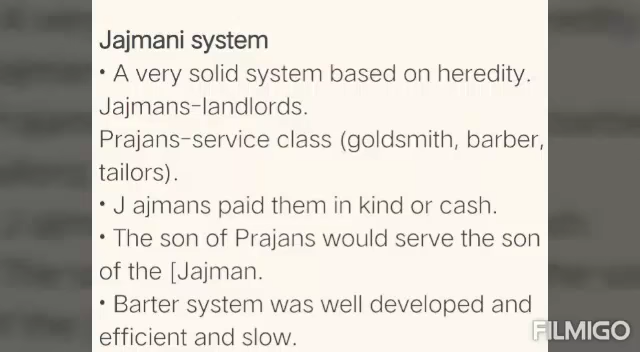 Jajmani system
• A very solid system based on heredity.
Jajmans-landlords.
Prajans-service class (goldsmith, barber,
tailors).
• J ajmans paid them in kind or cash.
• The son of Prajans would serve the son
of the [Jajman.
• Barter system was well developed and
efficient and slow.
FILMIGO